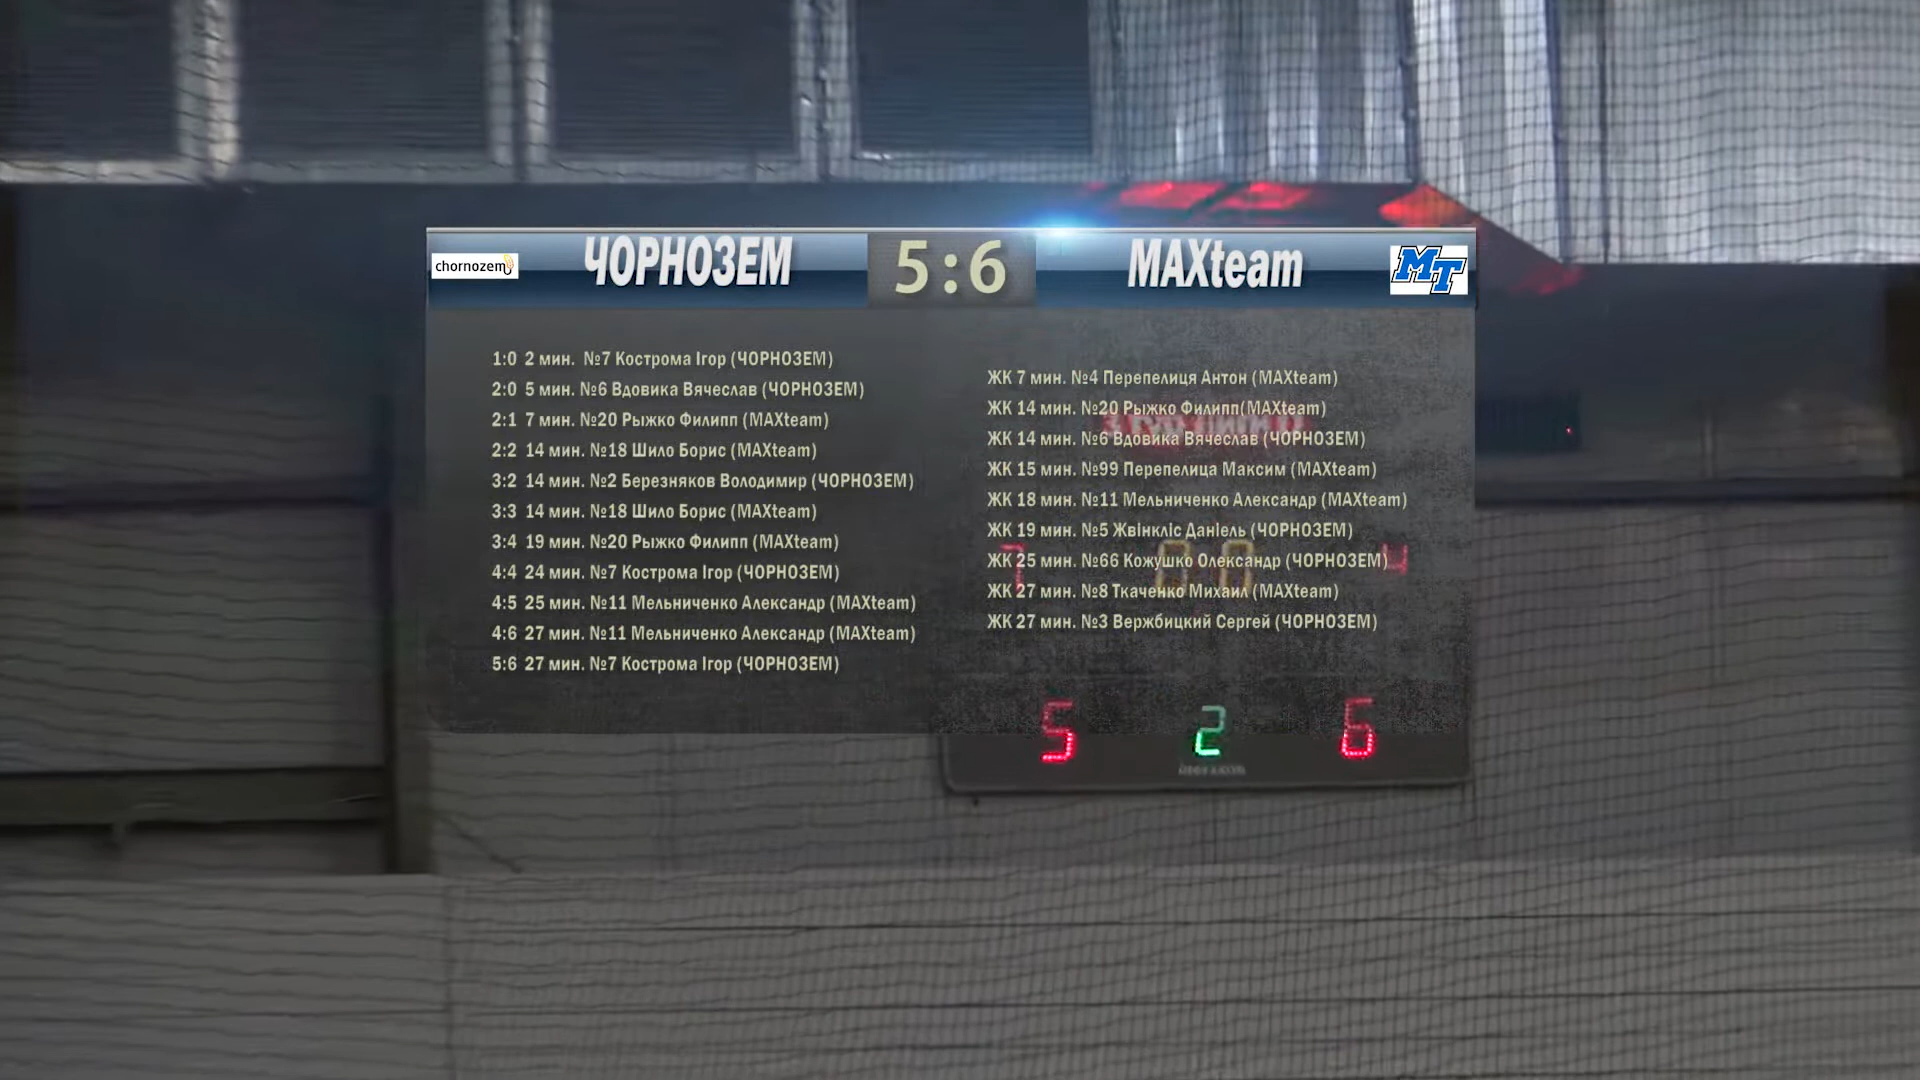 chornozem
ЧОРНОЗЕМ
5:6
MAXteam
MT
1:0 2 мин. №7 Кострома Ігор (ЧОРНОЗЕМ)
2:0 5 мин. №6 Вдовика Вячеслав (ЧОРНОЗЕМ)
2:1 7 мин. №20 Рыжко Филипп (MAXteam)
2:2 14 мин. №18 Шило Борис (MAXteam)
3:2 14 мин. №2 Березняков Володимир (ЧОРНОЗЕМ)
3:3 14 мин. №18 Шило Борис (MAXteam)
3:4 19 мин. №20 Рыжко Филипп (MAXteam)
4:4 24 мин. №7 Кострома Ігор (ЧОРНОЗЕМ)
4:5 25 мин. №11 Мельниченко Александр (MAXteam)
4:6 27 мин. №11 Мельниченко Александр (MAXteam)
5:6 27 мин. №7 Кострома Ігор (ЧОРНОЗЕМ)
ЖК 7 мин. №4 Перепелиця Антон (MAXteam)
ЖК 14 мин. №20 Рыжко Филипп(MAXteam)
ЖК 14 мин. №6 Вдовика Вячеслав (ЧОРНОЗЕМ)
ЖК 15 мин. №99 Перепелица Максим (MAXteam)
ЖК 18 мин. №11 Мельниченко Александр (MAXteam)
ЖК 19 мин. №5 Жвінкліс Даніель (ЧОРНОЗЕМ)
ЖК 25 мин. №66 Кожушко Олександр (ЧОРНОЗЕМ)
ЖК 27 мин. №8 Ткаченко Михаил (MAXteam)
ЖК 27 мин. №3 Вержбицкий Сергей (ЧОРНОЗЕМ)
7 00 4
5 2 6